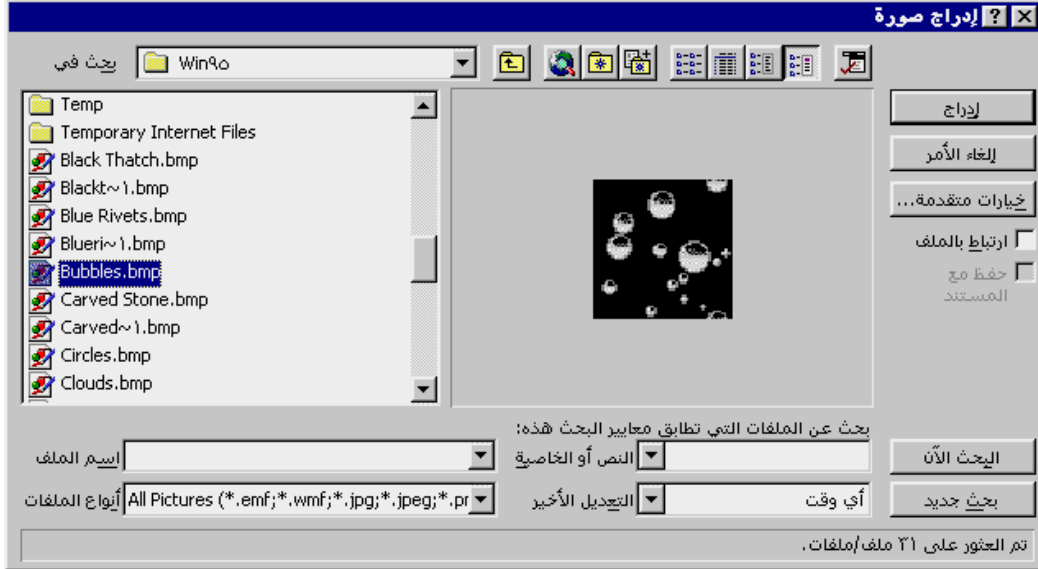 إدراج صورة
بحث في
Win٩٥
Temp
Temporary Internet Files
Black Thatch.bmp
Blackt~١.bmp
Blue Rivets.bmp
Blueri~١.bmp
Bubbles.bmp
Carved Stone.bmp
Carved~١.bmp
Circles.bmp
Clouds.bmp
إدراج
إلغاء الأمر
خيارات متقدمة...
ارتباط بالملف
حفظ مع
المستند
بحث عن الملفات التي تطابق معايير البحث هذه:
اسم الملف
النص أو الخاصية
البحث الآن
أنواع الملفات
All Pictures (*.emf;*.wmf;*.jpg;*.jpeg;*.pr
التعديل الأخير
أي وقت
بحث جديد
تم العثور على ٣١ ملف/ملفات.